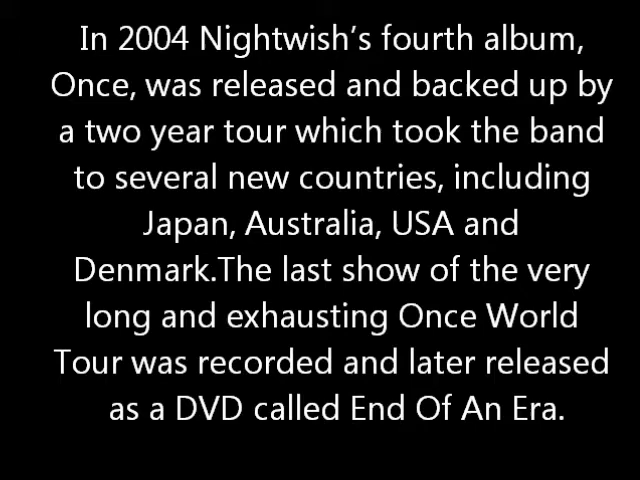 In 2004 Nightwish's fourth album,
Once, was released and backed up by
a two year tour which took the band
to several new countries, including
Japan, Australia, USA and
Denmark.The last show of the very
long and exhausting Once World
Tour was recorded and later released
as a DVD called End Of An Era.